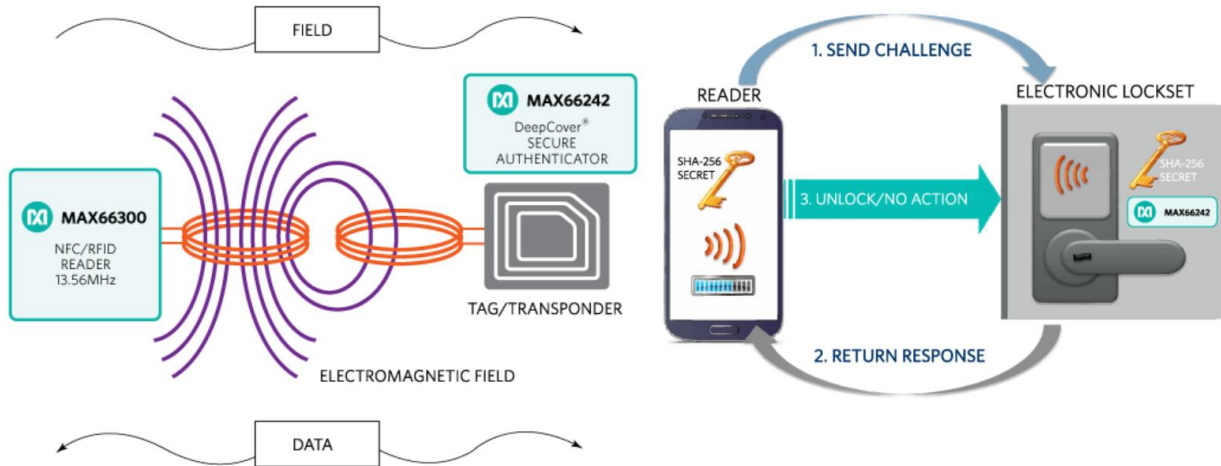 FIELD
MAX66242
DeepCover®
SECURE
AUTHENTICATOR
MAX66300
NFC/RFID
READER
13.56MHz
TAG/TRANSPONDER
ELECTROMAGNETIC FIELD
DATA
1. SEND CHALLENGE
READER
ELECTRONIC LOCKSET
SHA-256
SECRET
SHA-256
SECRET
3. UNLOCK/NO ACTION
MAX66242
2. RETURN RESPONSE